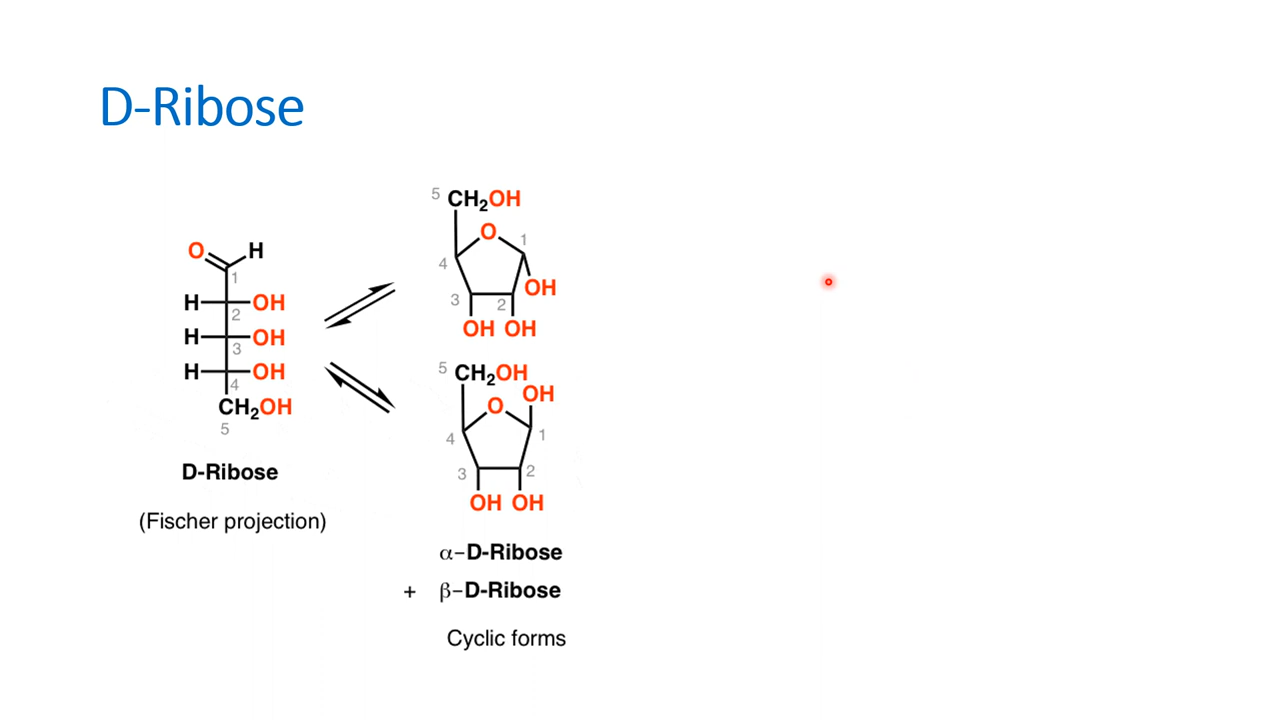 D-Ribose
O H
1
H OH
2
H OH
3
H OH
4
CH₂OH
5
D-Ribose
(Fischer projection)
5 CH₂OH
O 1
4
OH
3 2
OH OH
5 CH₂OH
OH
O
4 1
3 2
OH OH
α-D-Ribose
+ β-D-Ribose
Cyclic forms